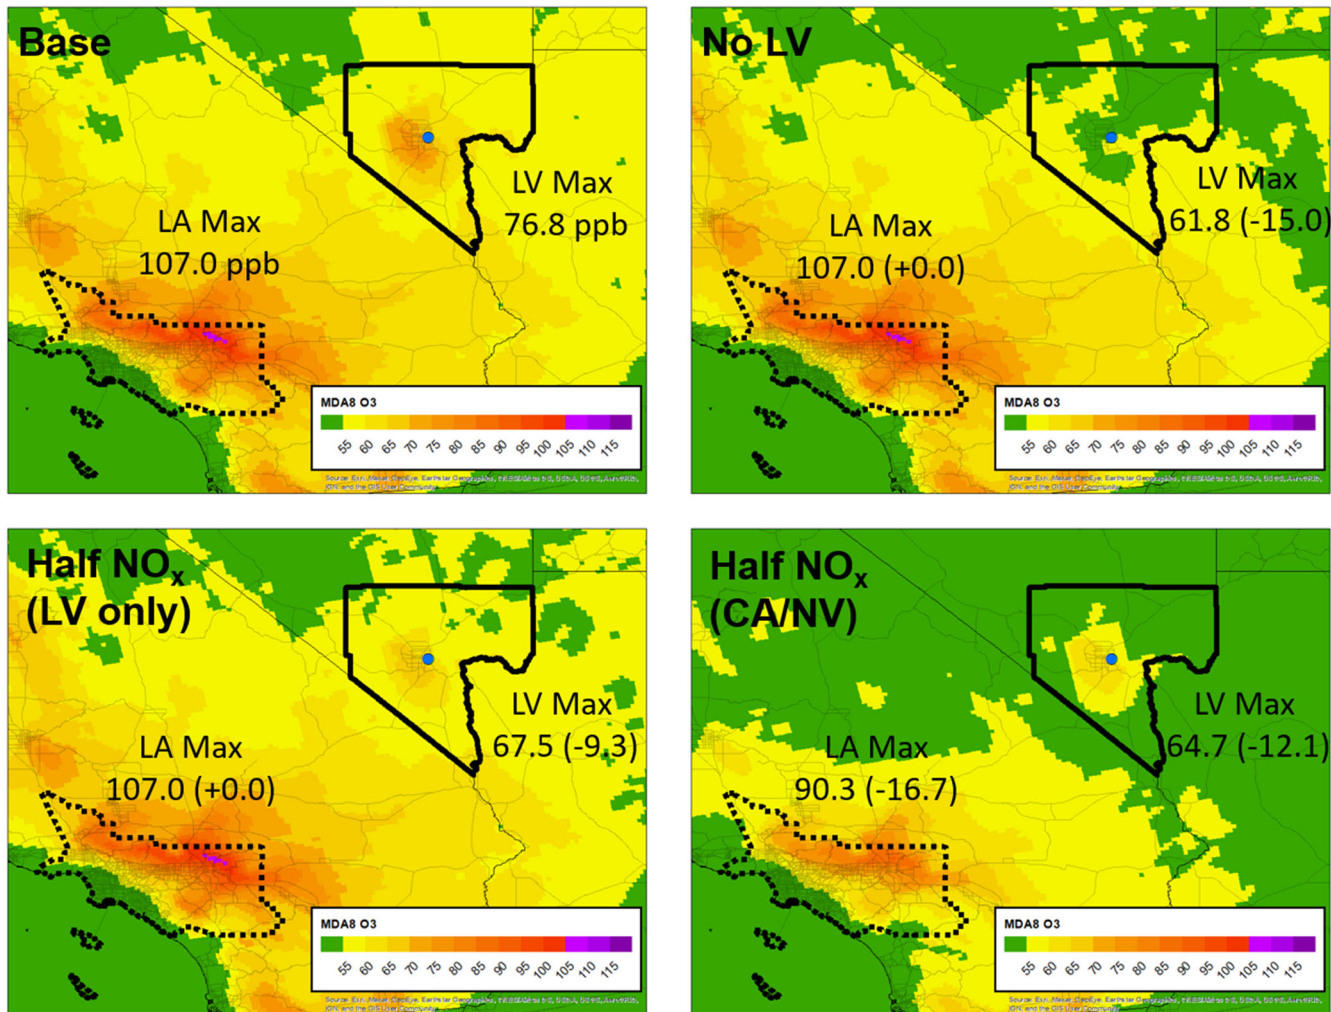 Base
LV Max
76.8 ppb
LA Max
107.0 ppb
MDA8 O3
55 60 65 70 75 80 85 90 95 100 105 110 115
No LV
LV Max
61.8 (-15.0)
LA Max
107.0 (+0.0)
MDA8 O3
55 60 65 70 75 80 85 90 95 100 105 110 115
Half NOx
(LV only)
LV Max
67.5 (-9.3)
LA Max
107.0 (+0.0)
MDA8 O3
55 60 65 70 75 80 85 90 95 100 105 110 115
Half NOx
(CA/NV)
LV Max
64.7 (-12.1)
LA Max
90.3 (-16.7)
MDA8 O3
55 60 65 70 75 80 85 90 95 100 105 110 115